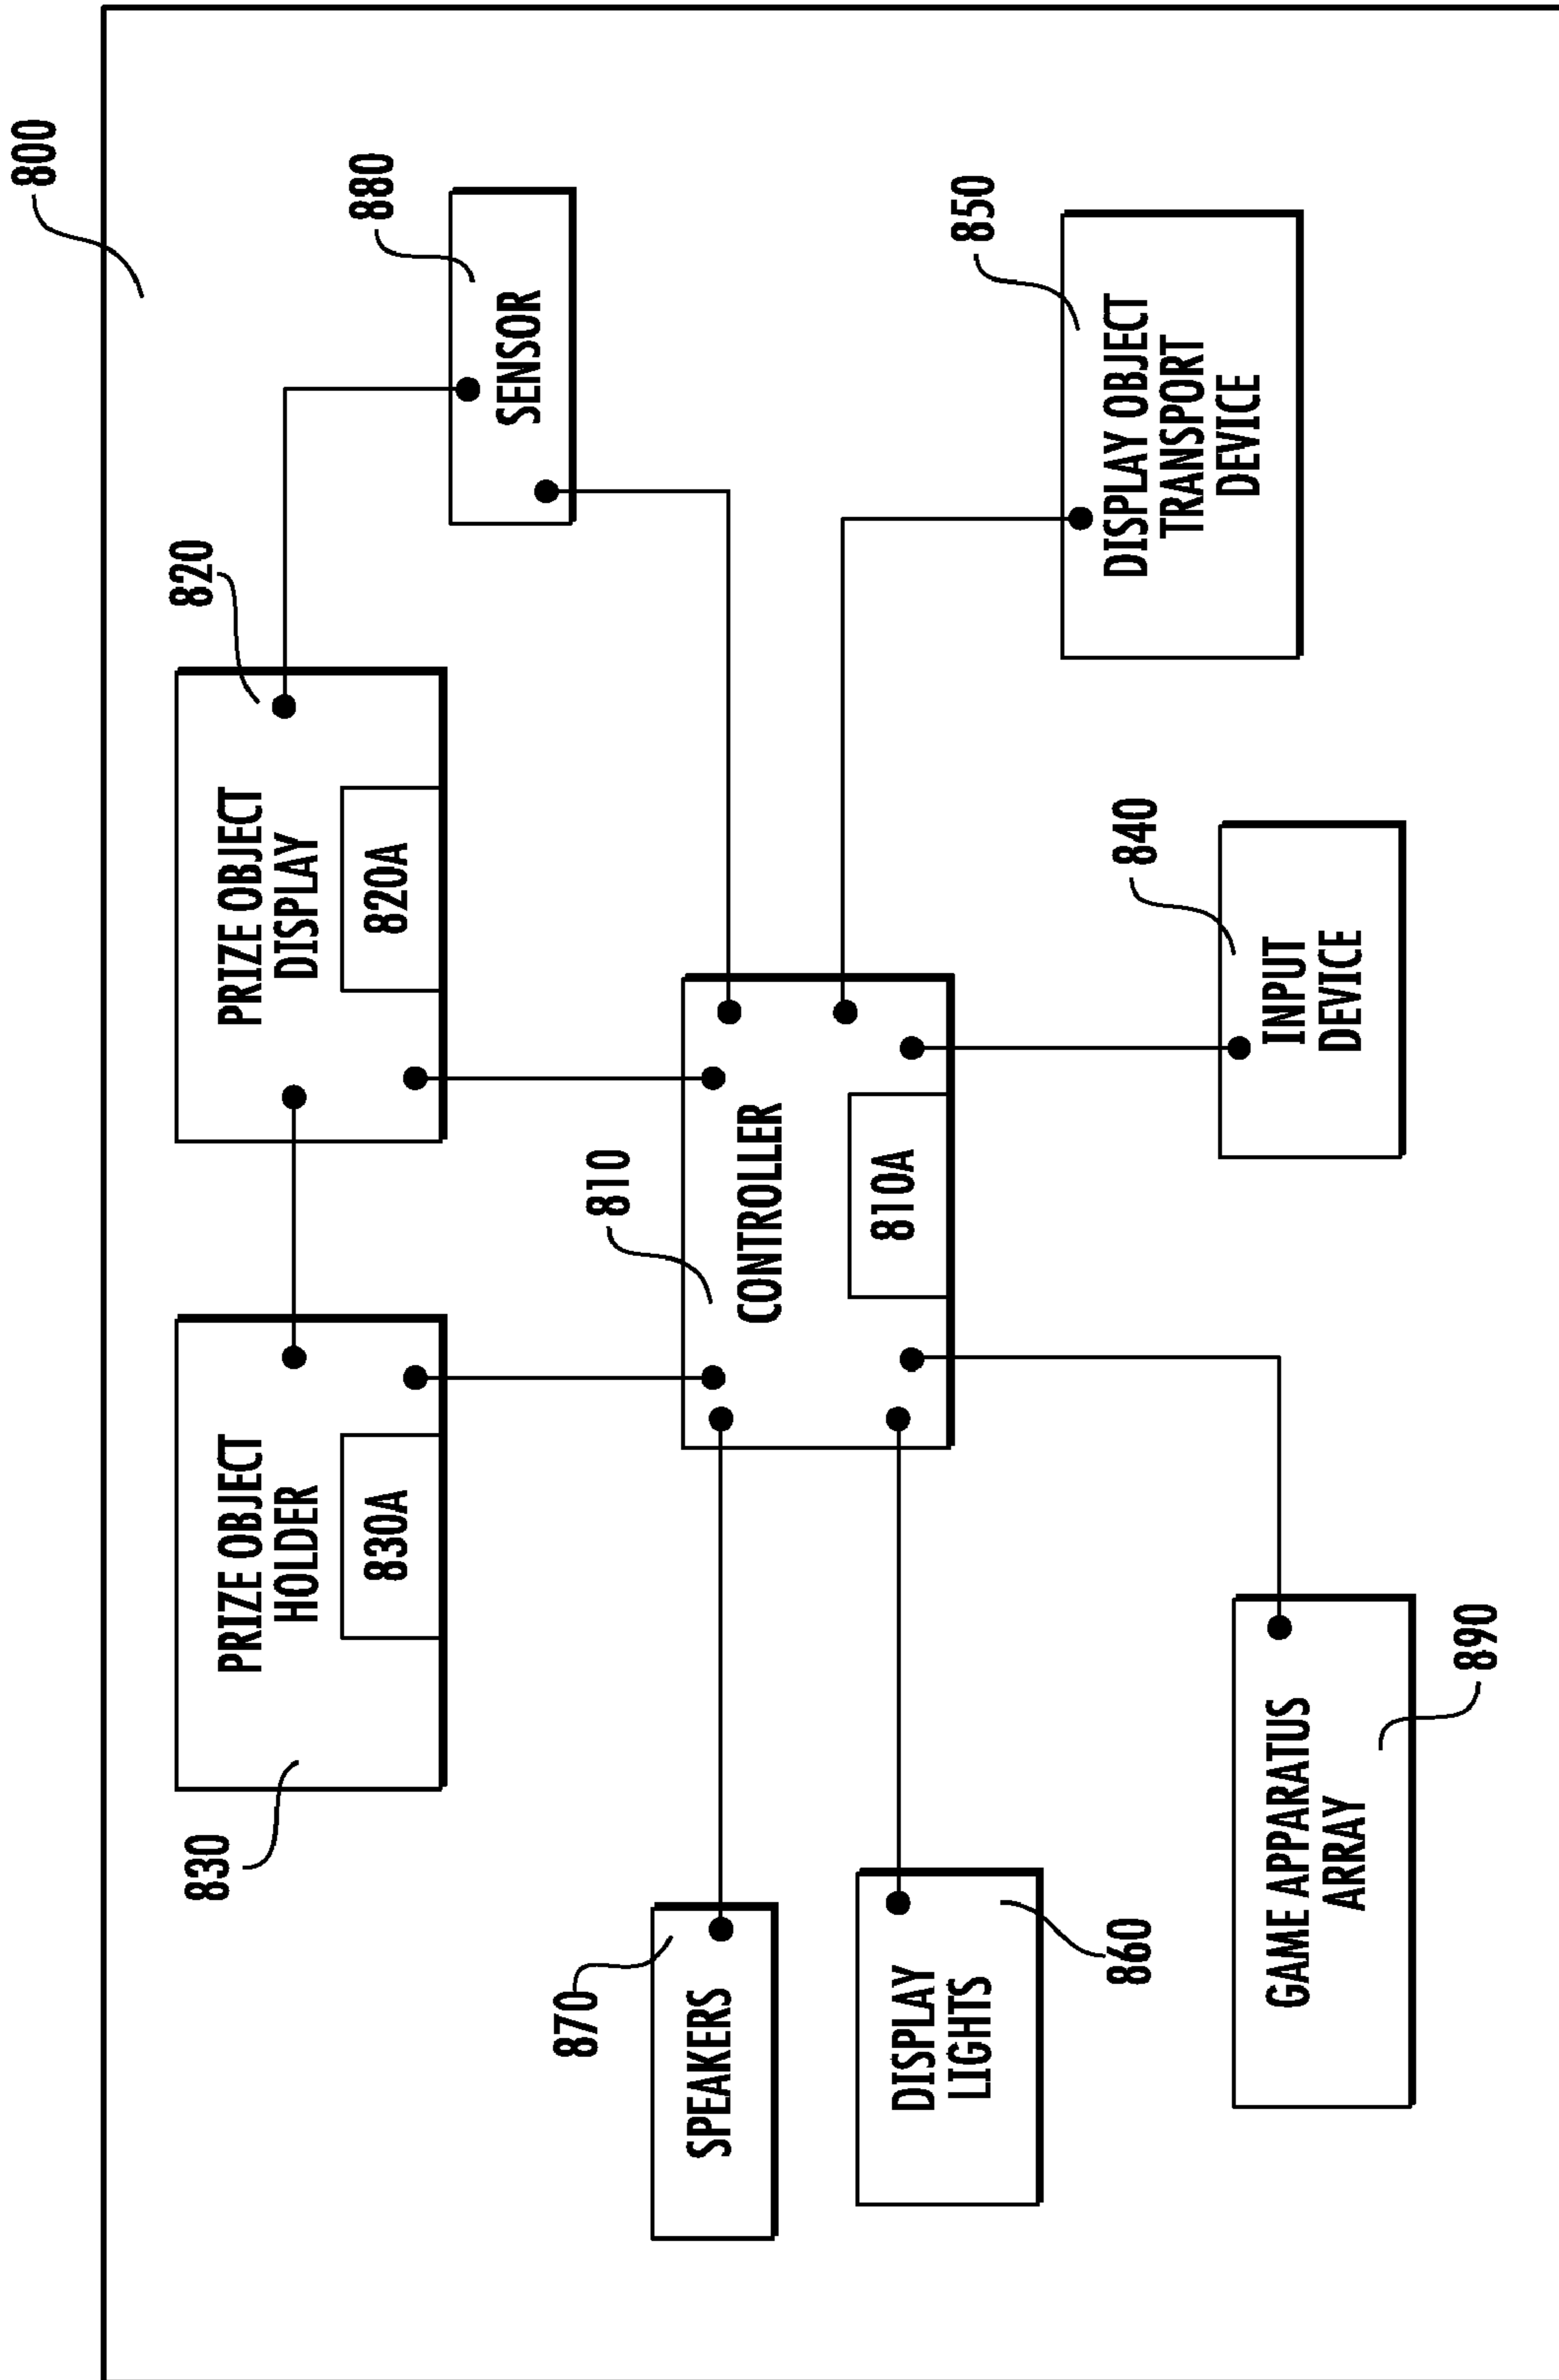 800
830
PRIZE OBJECT
HOLDER
830A
820
PRIZE OBJECT
DISPLAY
820A
880
SENSOR
870
SPEAKERS
810
CONTROLLER
810A
860
DISPLAY
LIGHTS
850
DISPLAY OBJECT
TRANSPORT
DEVICE
840
INPUT
DEVICE
GAME APPARATUS
ARRAY
890